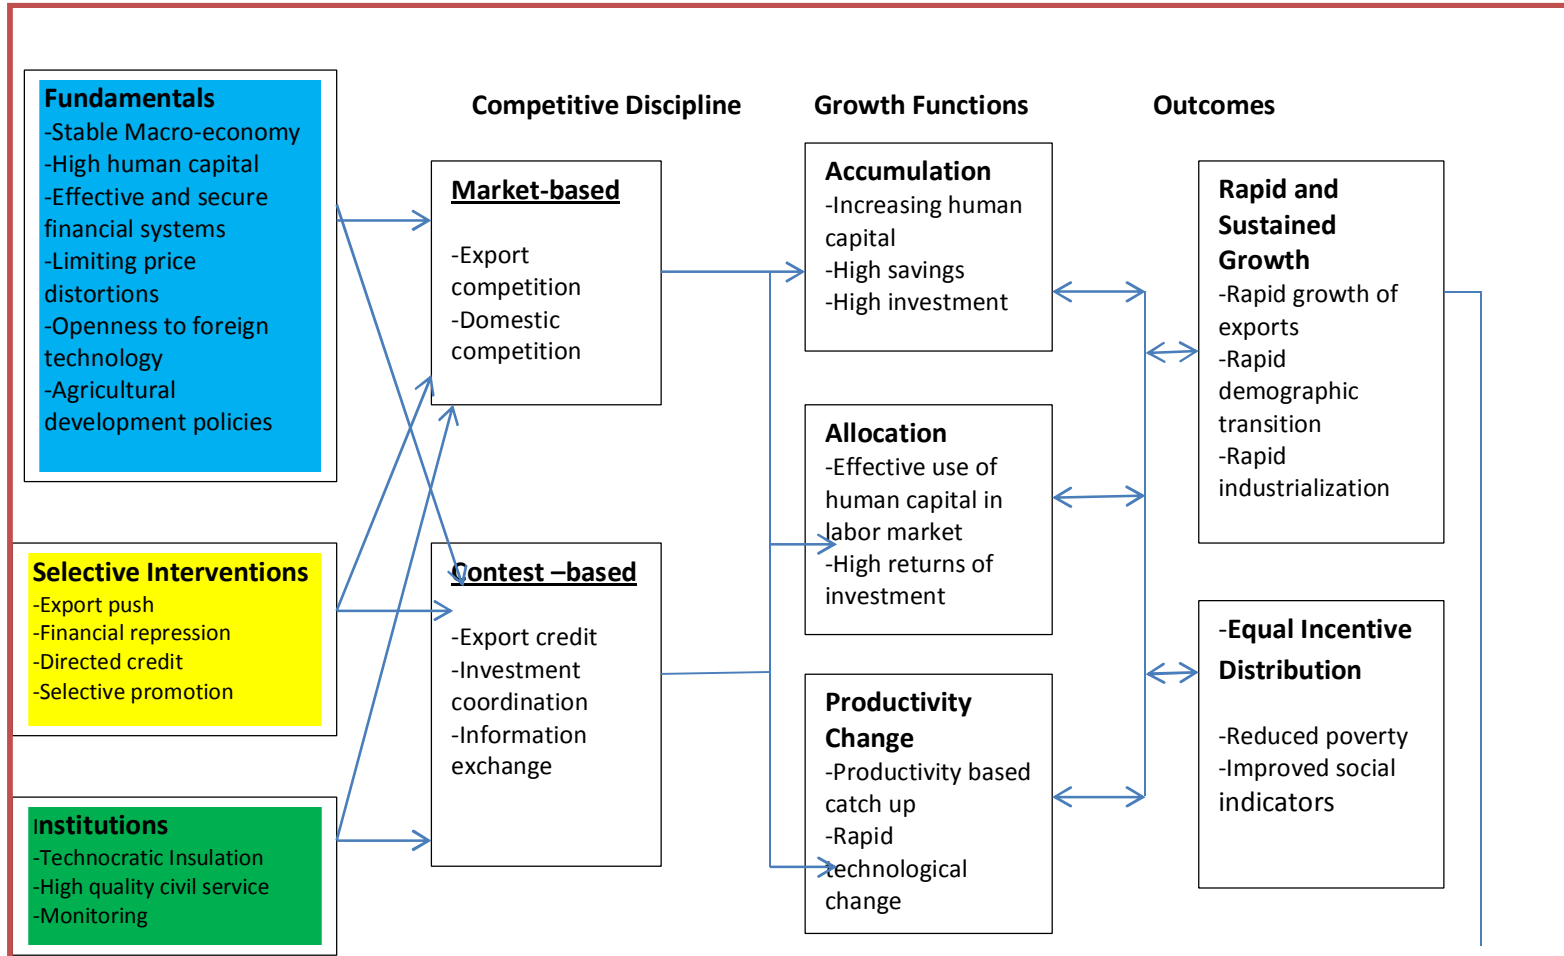 Fundamentals
-Stable Macro-economy
-High human capital
-Effective and secure
financial systems
-Limiting price
distortions
-Openness to foreign
technology
-Agricultural
development policies
Selective Interventions
-Export push
-Financial repression
-Directed credit
-Selective promotion
Institutions
-Technocratic Insulation
-High quality civil service
-Monitoring
Competitive Discipline
Market-based
-Export
competition
-Domestic
competition
Contest –based
-Export credit
-Investment
coordination
-Information
exchange
Growth Functions
Accumulation
-Increasing human
capital
-High savings
-High investment
Allocation
-Effective use of
human capital in
labor market
-High returns of
investment
Productivity
Change
-Productivity based
catch up
-Rapid
technological
change
Outcomes
Rapid and
Sustained
Growth
-Rapid growth of
exports
-Rapid
demographic
transition
-Rapid
industrialization
-Equal Incentive
Distribution
-Reduced poverty
-Improved social
indicators